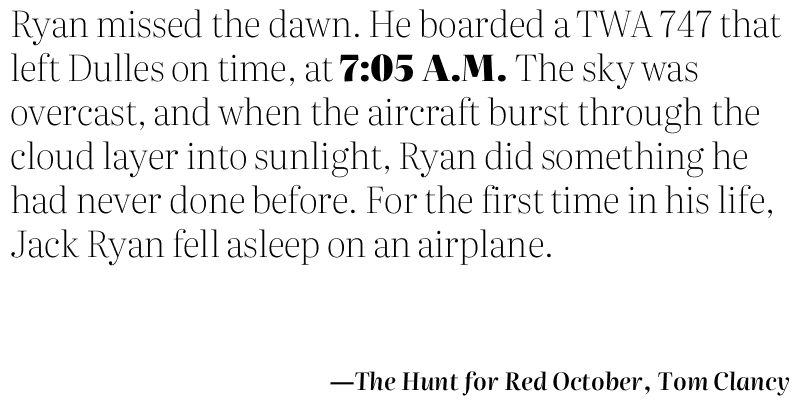 Ryan missed the dawn. He boarded a TWA 747 that
left Dulles on time, at 7:05 A.M. The sky was
overcast, and when the aircraft burst through the
cloud layer into sunlight, Ryan did something he
had never done before. For the first time in his life,
Jack Ryan fell asleep on an airplane.
—The Hunt for Red October, Tom Clancy